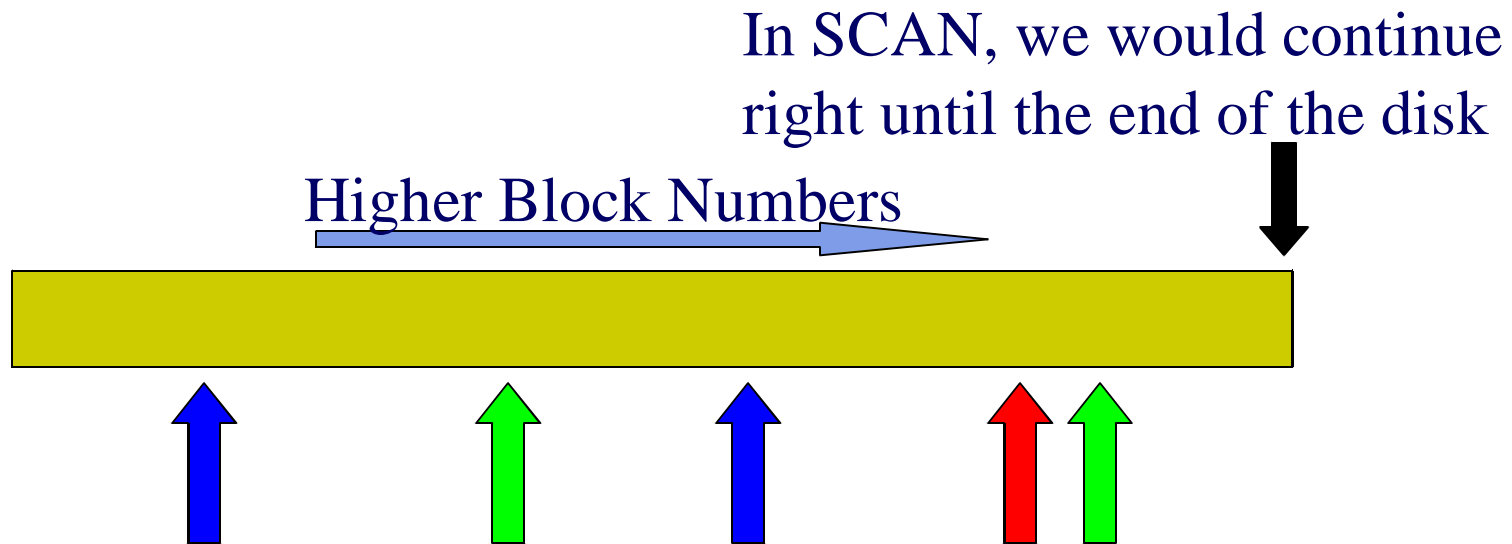 In SCAN, we would continue
right until the end of the disk
Higher Block Numbers